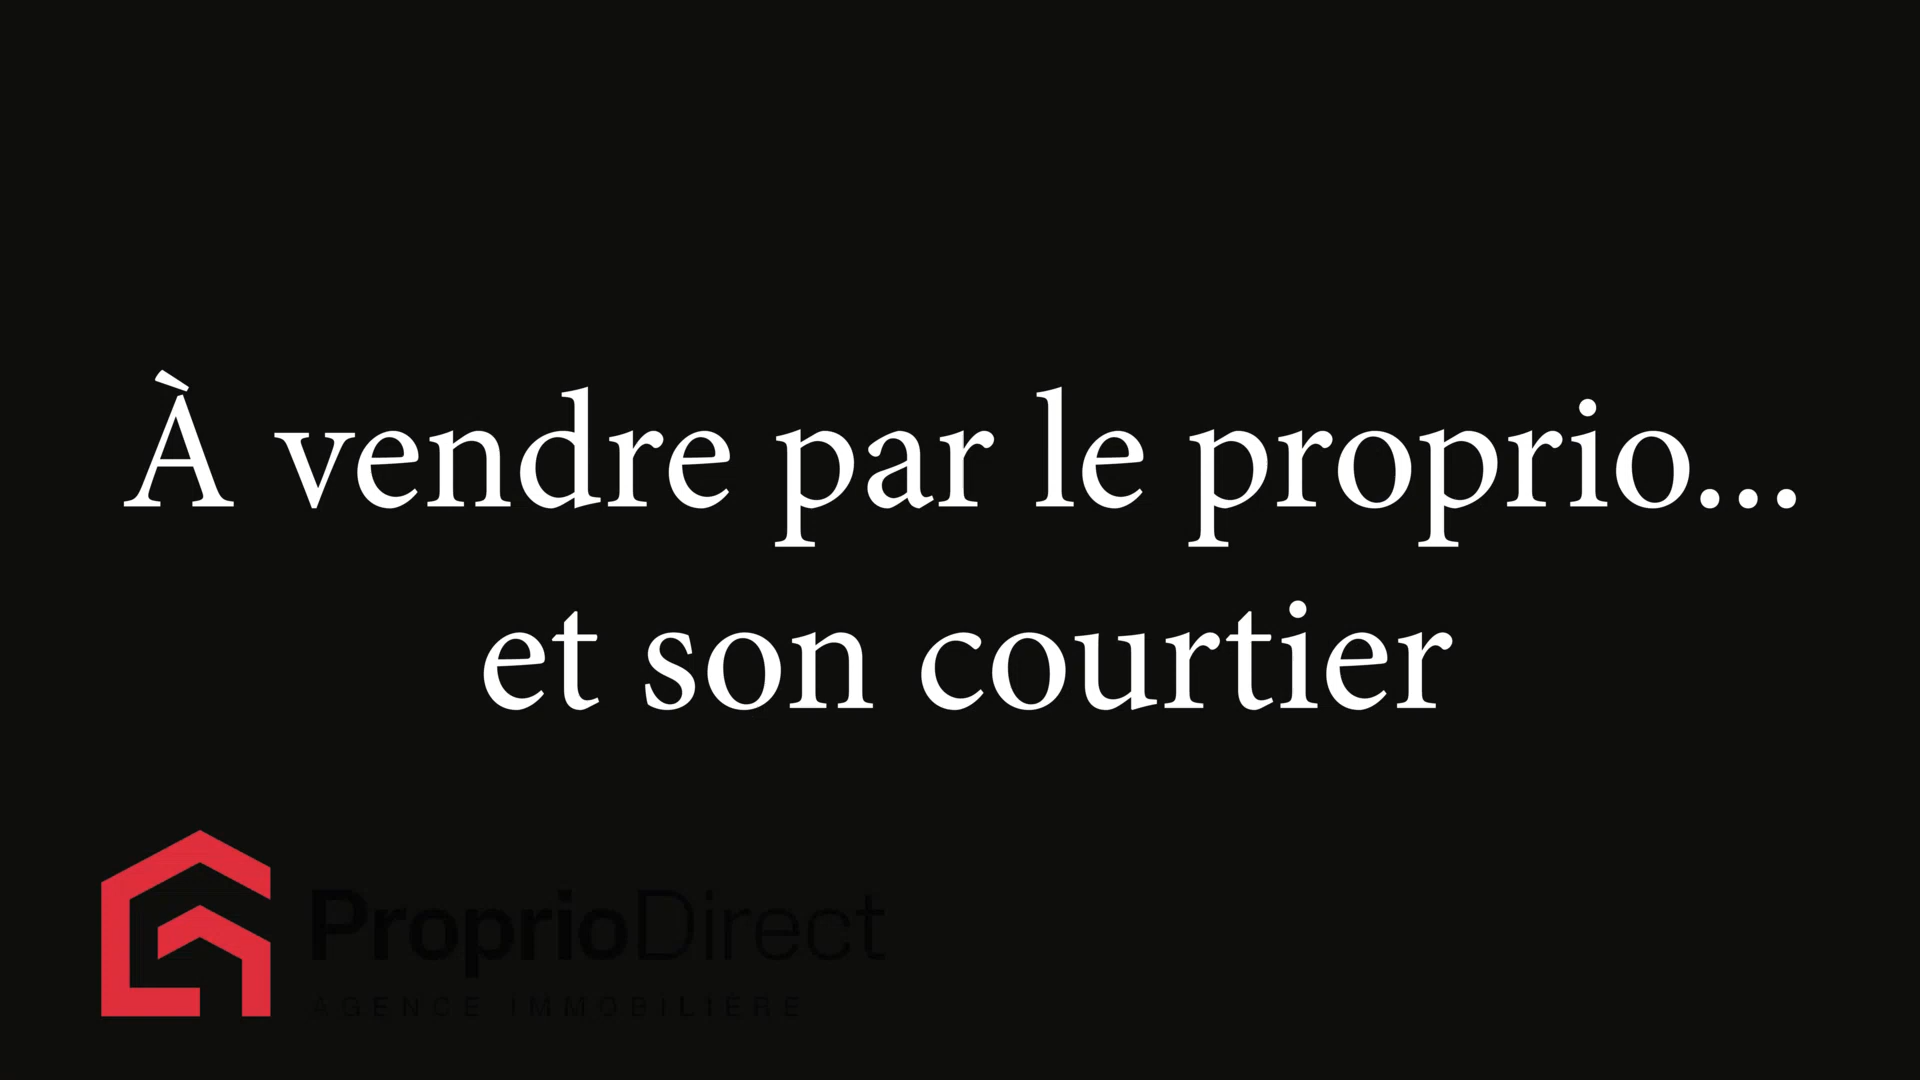 À vendre par le proprio...
et son courtier
ProprioDirect
AGENCE IMMOBILIÈRE